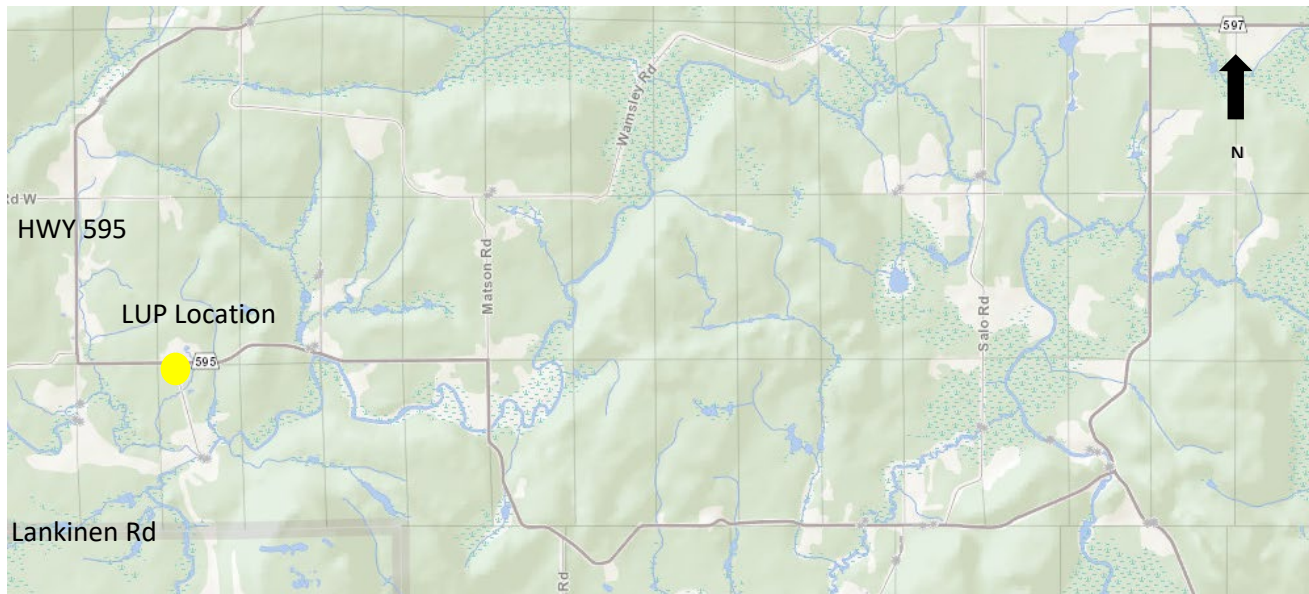 597
Wamsley Rd
N
Rd W
HWY 595
Matson Rd
LUP Location
Salo Rd
595
Lankinen Rd
Rd